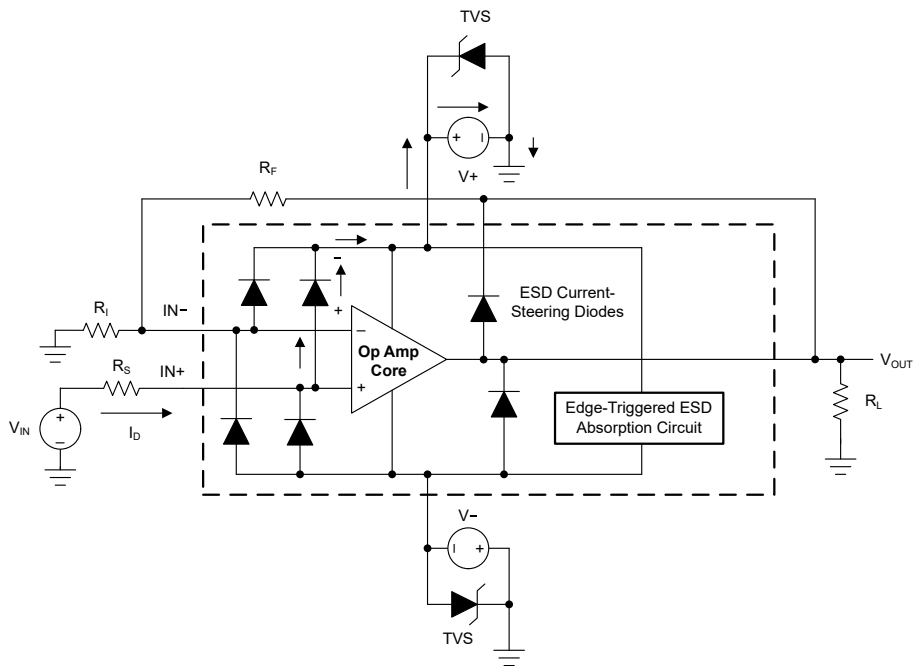 TVS
+
−
V+
RF
ESD Current-
Steering Diodes
−
+
RI
IN−
−
Op Amp
Core
+
RS
IN+
VOUT
VIN
+
−
ID
Edge-Triggered ESD
Absorption Circuit
RL
V−
−
+
TVS